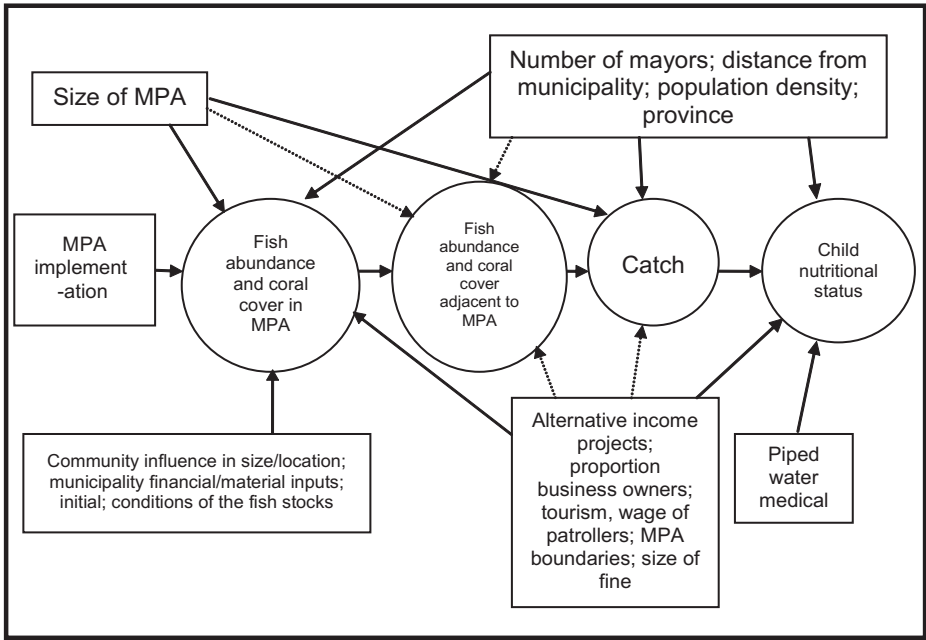 Size of MPA
Number of mayors; distance from
municipality; population density;
province
MPA
implement
-ation
Fish
abundance
and coral
cover in
MPA
Fish
abundance
and coral
cover
adjacent to
MPA
Catch
Child
nutritional
status
Community influence in size/location;
municipality financial/material inputs;
initial; conditions of the fish stocks
Alternative income
projects;
proportion
business owners;
tourism, wage of
patrollers; MPA
boundaries; size of
fine
Piped
water
medical